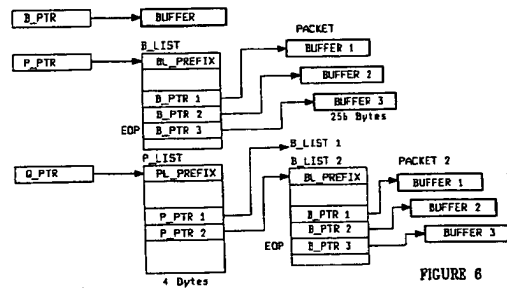 B_PTR
BUFFER
B_LIST
PACKET
P_PTR
BL_PREFIX
BUFFER 1
BUFFER 2
B_PTR 1
B_PTR 2
BUFFER 3
EOP
B_PTR 3
256 Bytes
P_LIST
B_LIST 1
B_LIST 2
PACKET 2
Q_PTR
PL_PREFIX
BL_PREFIX
BUFFER 1
P_PTR 1
B_PTR 1
BUFFER 2
P_PTR 2
B_PTR 2
EOP
B_PTR 3
BUFFER 3
4 Bytes
FIGURE 6